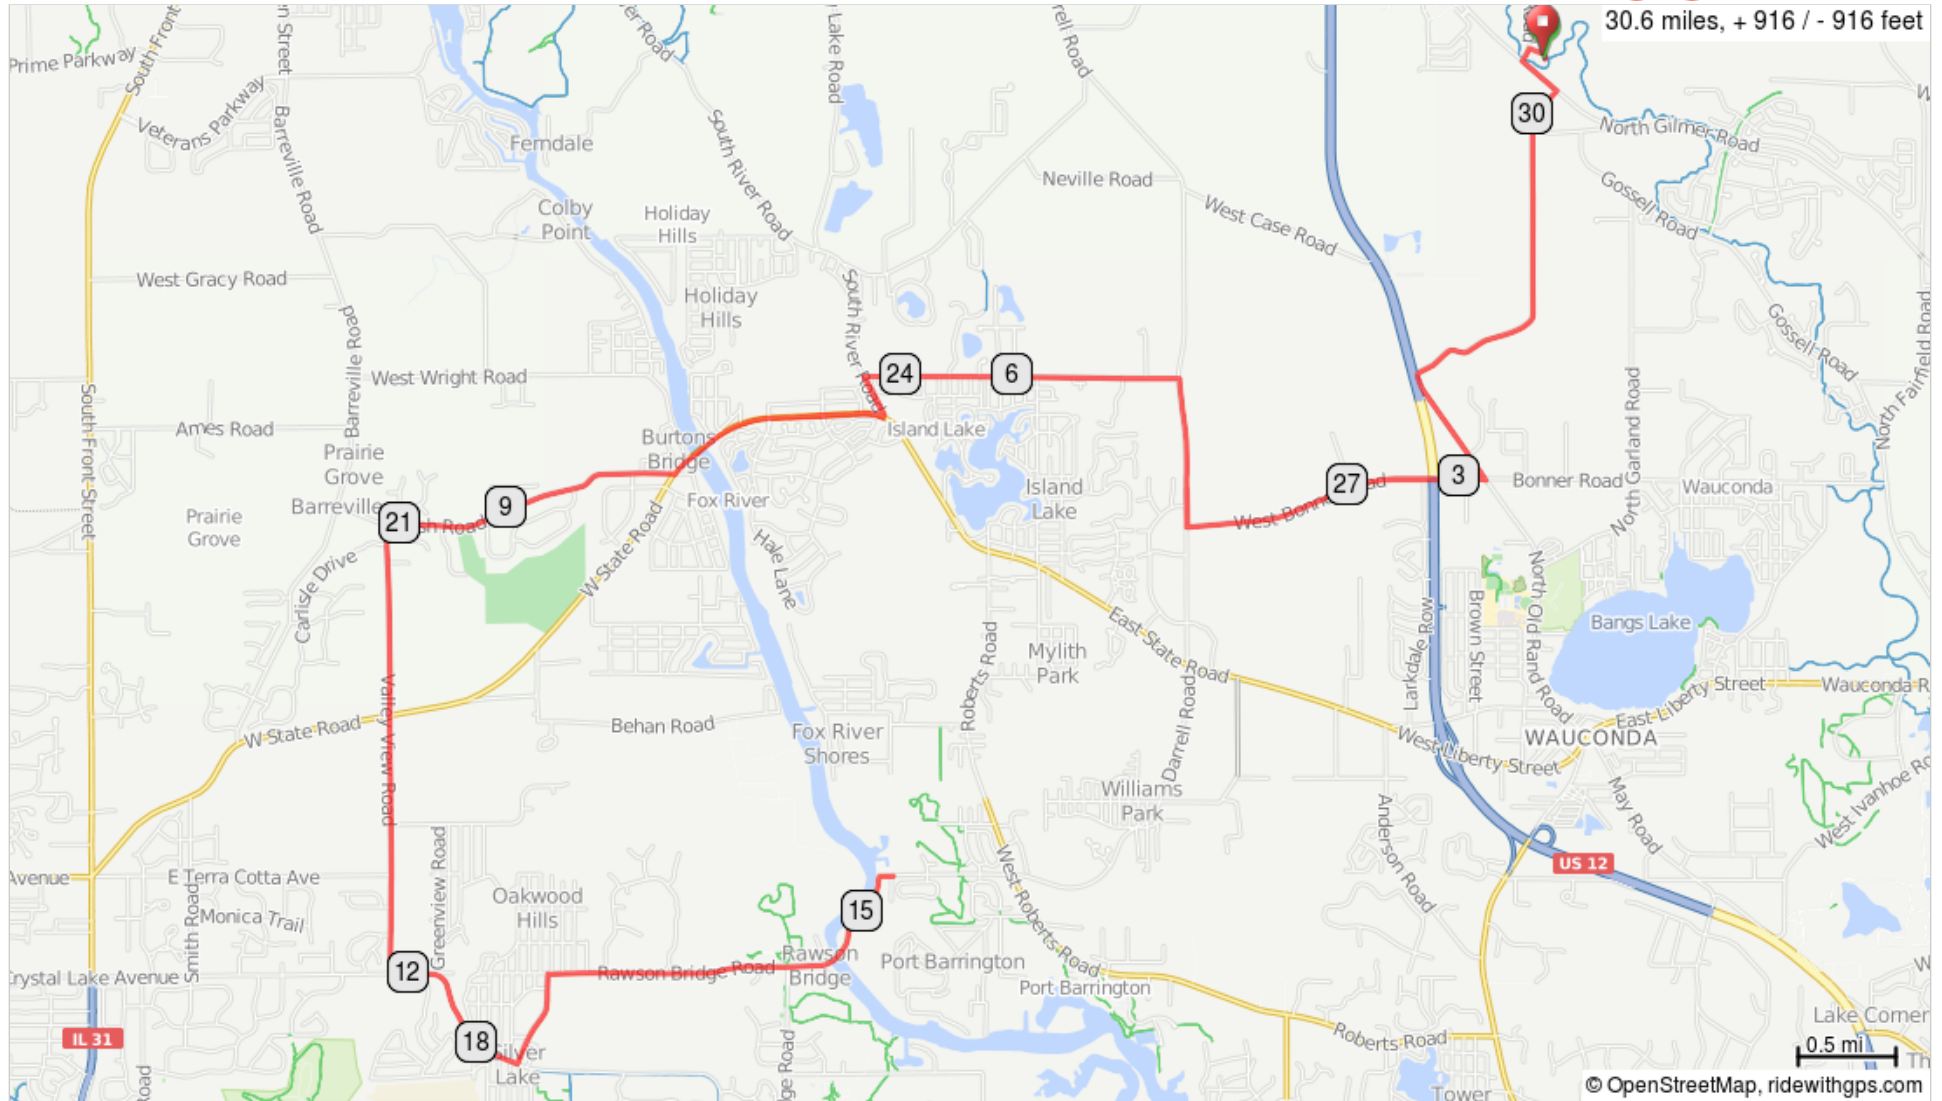 30.6 miles, + 916 / - 916 feet
Prime Parkway
South Front
Street
Veterans Parkway
Barreville Road
Ferndale
South River Road
Lake Road
30
North Gilmer Road
Neville Road
Gossell Road
Colby
Point
Holiday
Hills
West Case Road
West Gracy Road
Holiday
Hills
South River Road
Gossell Road
Barreville Road
North Fairfield Road
West Wright Road
24
6
South Front Street
Ames Road
Island Lake
North Garland Road
Burtons
Bridge
Prairie
Grove
Fox River
Island
Lake
27
3
Bonner Road
Wauconda
Barreville
21
9
Prairie
Grove
West Bonn
W State Road
Hale Lane
Carlisle Drive
North Old Rand Road
Brown Street
Larkdale Row
Bangs Lake
East State Road
Roberts Road
Mylith
Park
Valley View Road
Darrell Road
East Liberty Street
Wauconda R
W State Road
Behan Road
Fox River
Shores
West Liberty Street
WAUCONDA
Williams
Park
Anderson Road
May Road
West Ivanhoe Ro
US 12
Avenue
E Terra Cotta Ave
Greenview Road
Oakwood
Hills
West Roberts Road
15
Smith Road
Monica Trail
Rawson
Bridge
Port Barrington
12
Rawson Bridge Road
Crystal Lake Avenue
Port Barrington
IL 31
18
Silver
Lake
Roberts Road
Lake Corner
0.5 mi
Tower
© OpenStreetMap, ridewithgps.com